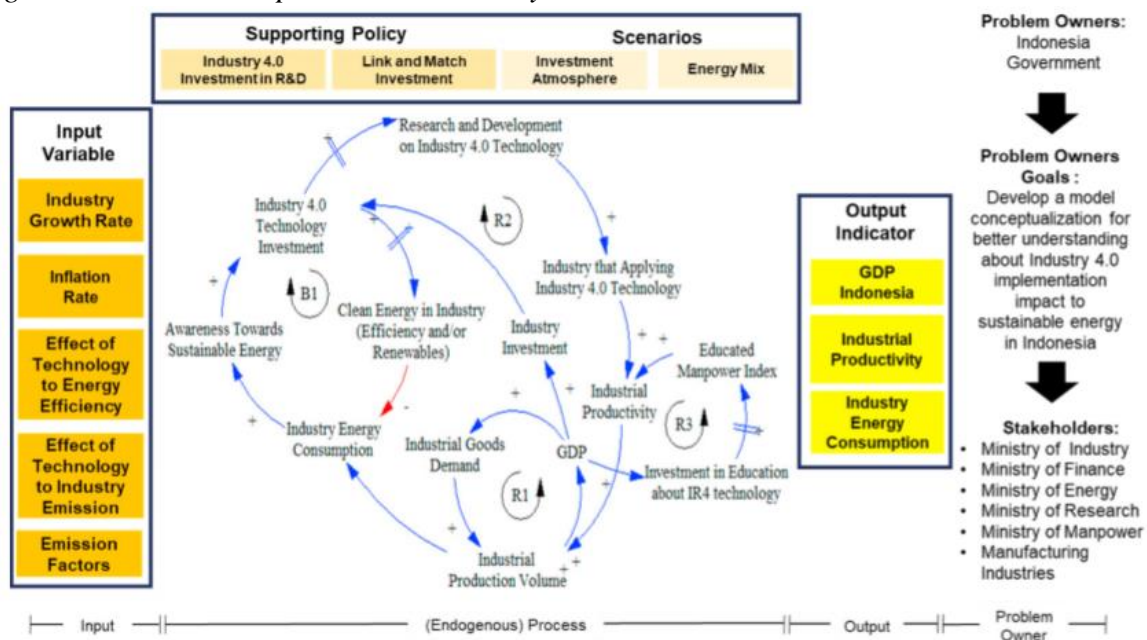 Supporting Policy
Scenarios
Industry 4.0
Investment in R&D
Link and Match
Investment
Investment
Atmosphere
Energy Mix
Input
Variable
Industry
Growth Rate
Inflation
Rate
Effect of
Technology
to Energy
Efficiency
Effect of
Technology
to Industry
Emission
Emission
Factors
Research and Development
on Industry 4.0 Technology
Industry 4.0
Technology
Investment
R2
B1
Industry that Applying
Industry 4.0 Technology
Clean Energy in Industry
(Efficiency and/or
Renewables)
Industry
Investment
Awareness Towards
Sustainable Energy
Educated
Manpower Index
Industrial
Productivity
R3
Industry Energy
Consumption
Industrial Goods
Demand
GDP
Investment in Education
about IR4 technology
R1
Industrial
Production Volume
+
+
+
+
+
+
+
+
+
+
+
+
+
+
-
Output
Indicator
GDP
Indonesia
Industrial
Productivity
Industry
Energy
Consumption
Problem Owners:
Indonesia
Government
Problem Owners
Goals :
Develop a model
conceptualization for
better understanding
about Industry 4.0
implementation
impact to
sustainable energy
in Indonesia
Stakeholders:
• Ministry of Industry
• Ministry of Finance
• Ministry of Energy
• Ministry of Research
• Ministry of Manpower
• Manufacturing
Industries
Input
(Endogenous) Process
Output
Problem
Owner